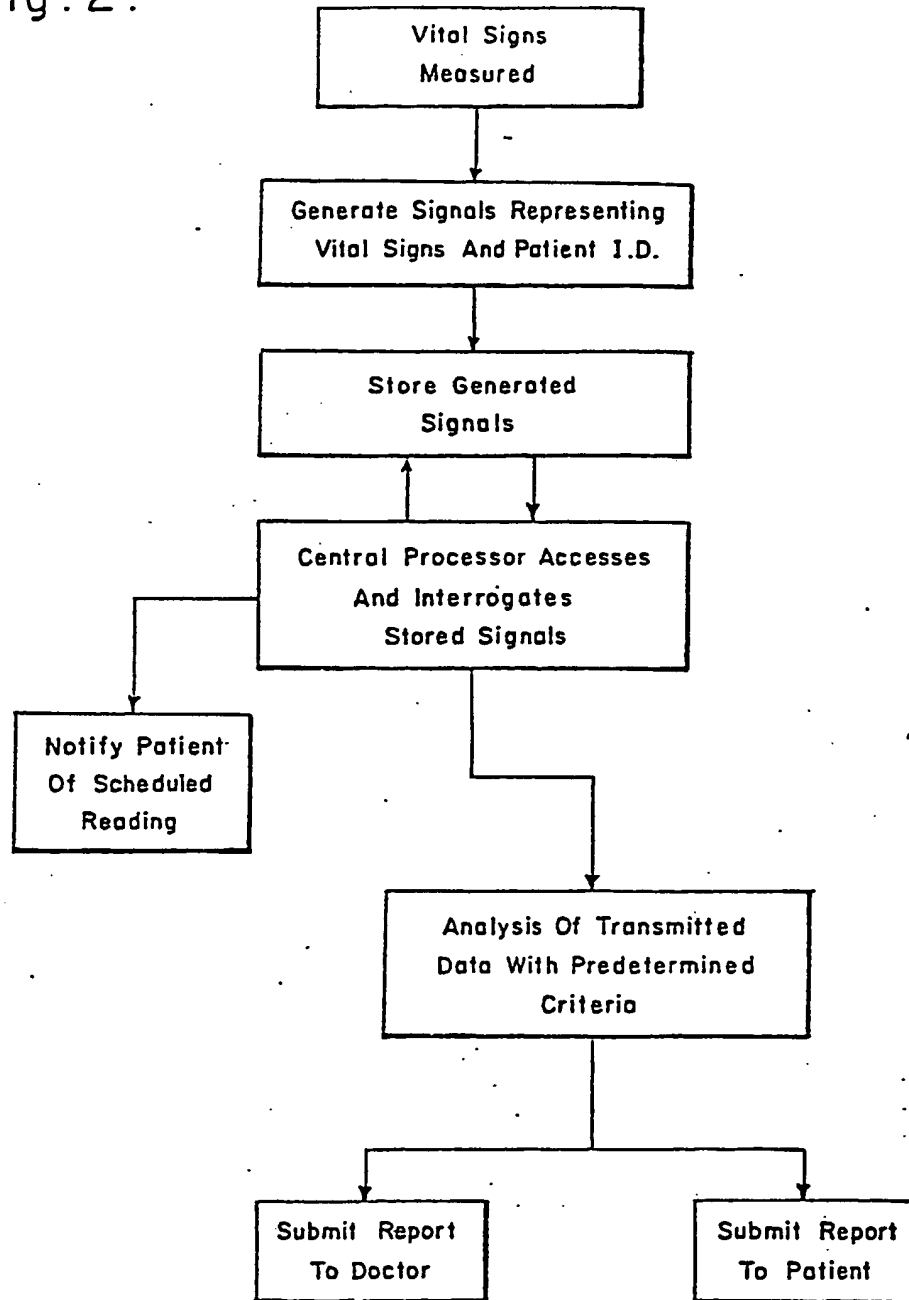 ig. 2.
Vital Signs
Measured
Generate Signals Representing
Vital Signs And Patient I.D.
Store Generated
Signals
Central Processor Accesses
And Interrogates
Stored Signals
Notify Patient
Of Scheduled
Reading
Analysis Of Transmitted
Data With Predetermined
Criteria
Submit Report
To Doctor
Submit Report
To Patient